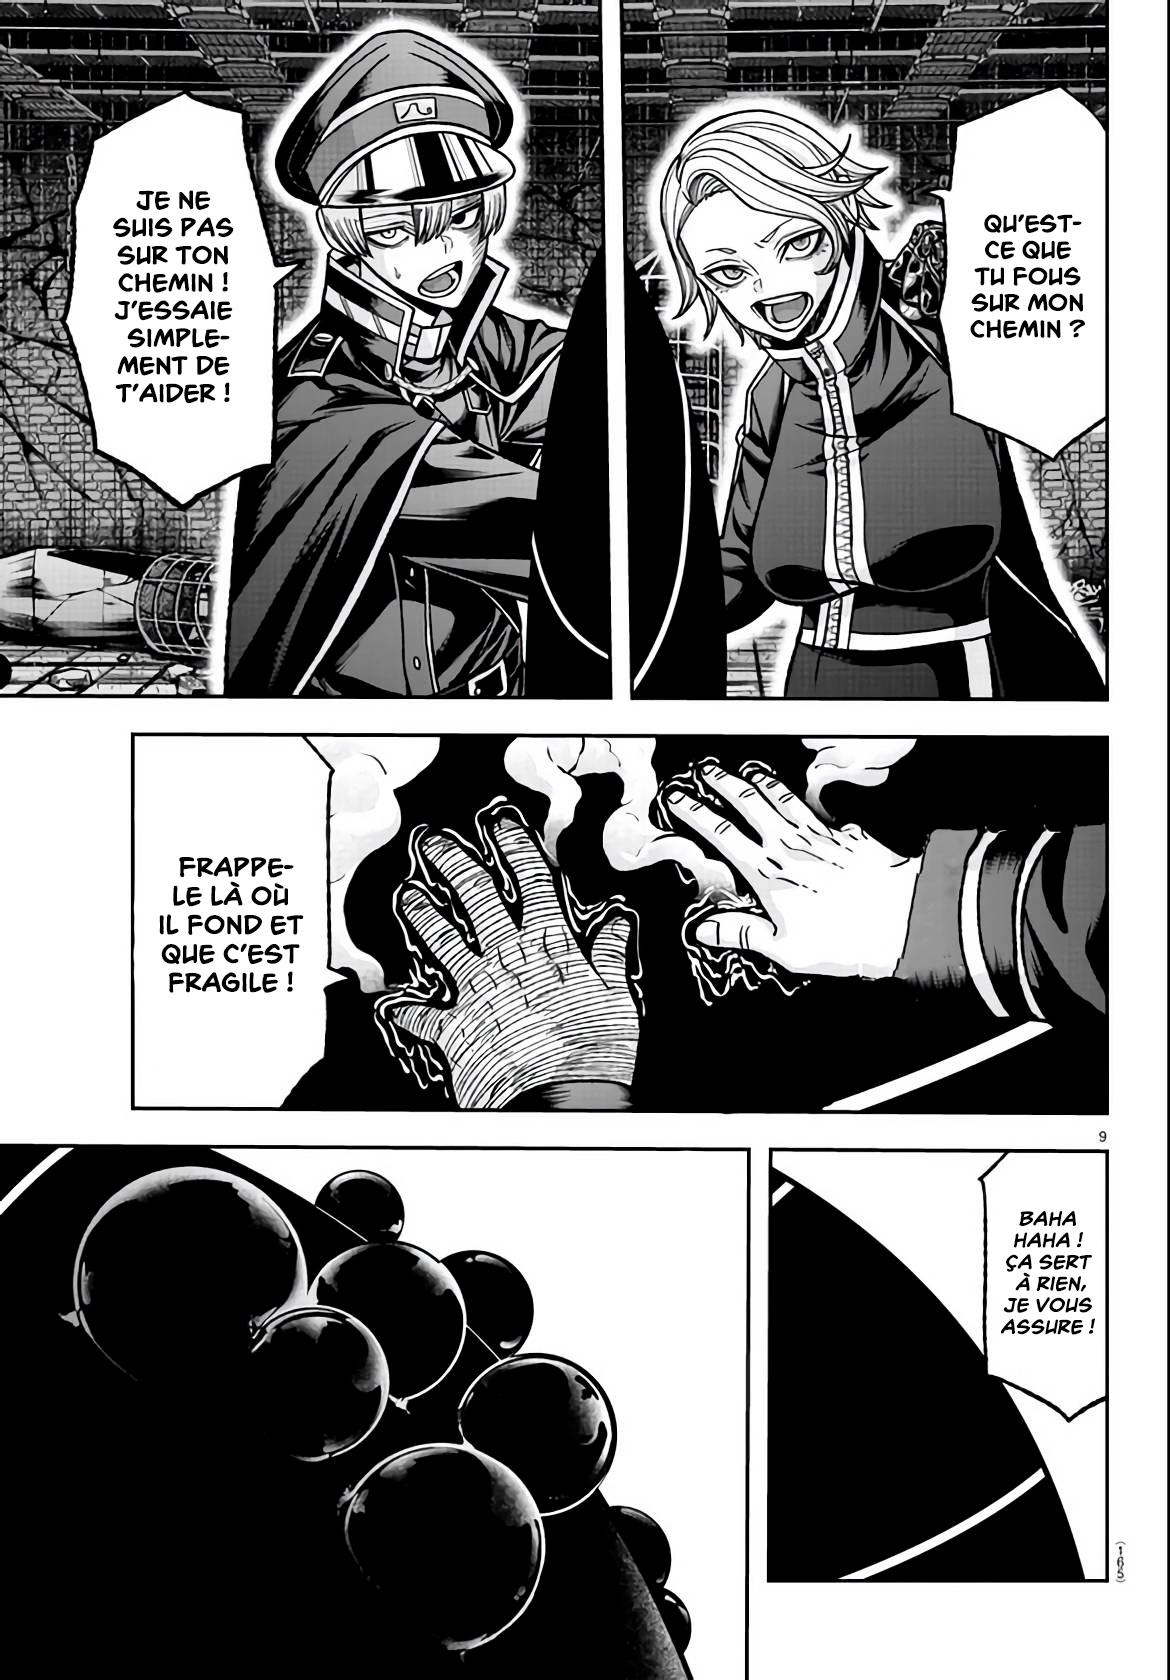 QU'EST-
CE QUE
TU FOUS
SUR MON
CHEMIN ?
JE NE
SUIS PAS
SUR TON
CHEMIN !
J'ESSAIE
SIMPLE-
MENT DE
T'AIDER !
FRAPPE-
LE LÀ OÙ
IL FOND ET
QUE C'EST
FRAGILE !
9
BAHA
HAHA !
ÇA SERT
À RIEN,
JE VOUS
ASSURE !
(165)